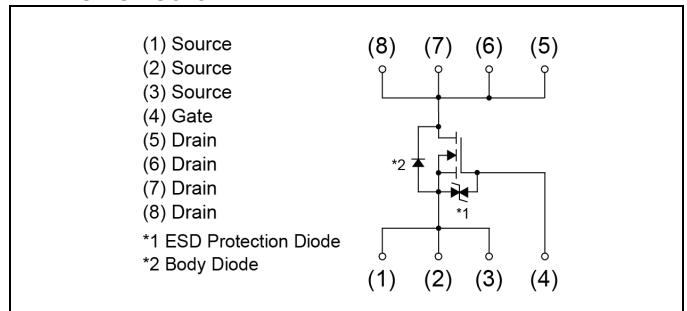 (1) Source
(2) Source
(3) Source
(4) Gate
(5) Drain
(6) Drain
(7) Drain
(8) Drain
*1 ESD Protection Diode
*2 Body Diode
(8) (7) (6) (5)
*2
*1
(1) (2) (3) (4)